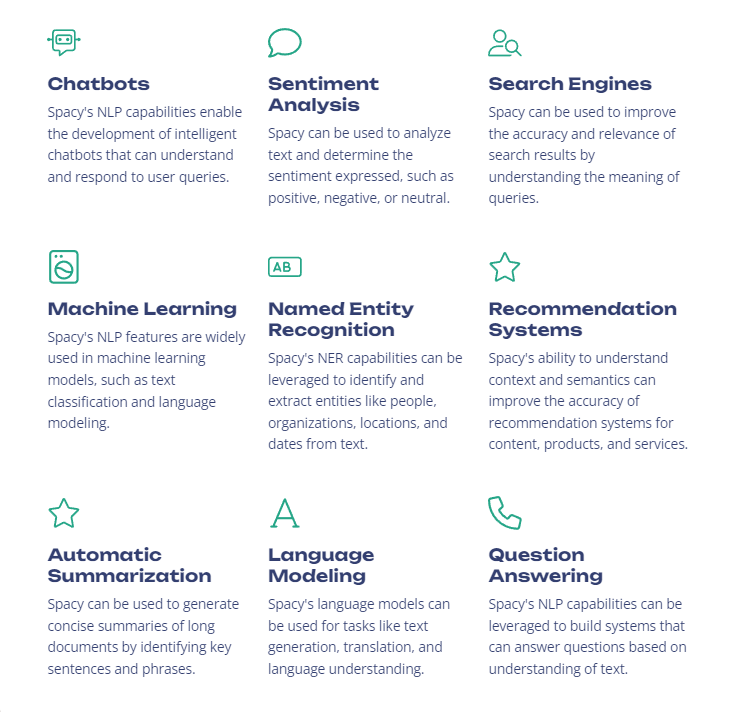 Chatbots
Spacy's NLP capabilities enable
the development of intelligent
chatbots that can understand
and respond to user queries.
Sentiment
Analysis
Spacy can be used to analyze
text and determine the
sentiment expressed, such as
positive, negative, or neutral.
Search Engines
Spacy can be used to improve
the accuracy and relevance of
search results by
understanding the meaning of
queries.
Machine Learning
Spacy's NLP features are widely
used in machine learning
models, such as text
classification and language
modeling.
AB
Named Entity
Recognition
Spacy's NER capabilities can be
leveraged to identify and
extract entities like people,
organizations, locations, and
dates from text.
Recommendation
Systems
Spacy's ability to understand
context and semantics can
improve the accuracy of
recommendation systems for
content, products, and services.
Automatic
Summarization
Spacy can be used to generate
concise summaries of long
documents by identifying key
sentences and phrases.
A
Language
Modeling
Spacy's language models can
be used for tasks like text
generation, translation, and
language understanding.
Question
Answering
Spacy's NLP capabilities can be
leveraged to build systems that
can answer questions based on
understanding of text.